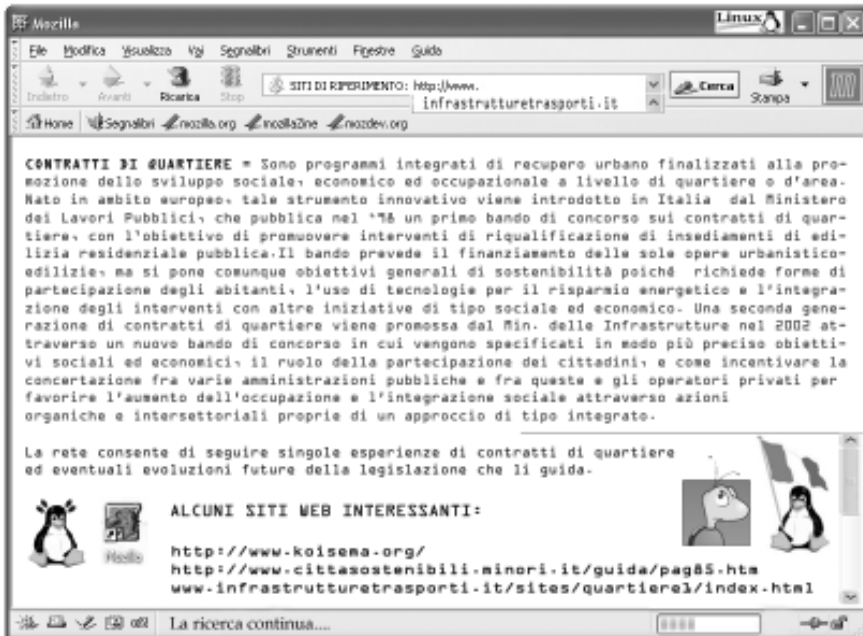 Mozilla
Linux
File Modifica Visualizza Vai Segnalibri Strumenti Finestre Guida
Indietro Avanti Ricarica Stop
SITI DI RIFERIMENTO: http://www.
infrastrutturetrasporti.it
Cerca
Stampa
Home Segnalibri mozilla.org mozillaZine mozdev.org
CONTRATTI DI QUARTIERE = Sono programmi integrati di recupero urbano finalizzati alla pro-
mozione dello sviluppo sociale, economico ed occupazionale a livello di quartiere o d'area.
Nato in ambito europeo, tale strumento innovativo viene introdotto in Italia dal Ministero
dei Lavori Pubblici, che pubblica nel '98 un primo bando di concorso sui contratti di quar-
tiere, con l'obiettivo di promuovere interventi di riqualificazione di insediamenti di edi-
lizia residenziale pubblica.Il bando prevede il finanziamento delle sole opere urbanistico-
edilizie, ma si pone comunque obiettivi generali di sostenibilità poiché richiede forme di
partecipazione degli abitanti, l'uso di tecnologie per il risparmio energetico e l'integra-
zione degli interventi con altre iniziative di tipo sociale ed economico. Una seconda gene-
razione di contratti di quartiere viene promossa dal Min. delle Infrastrutture nel 2002 at-
traverso un nuovo bando di concorso in cui vengono specificati in modo più preciso obietti-
vi sociali ed economici, il ruolo della partecipazione dei cittadini, e come incentivare la
concertazione fra varie amministrazioni pubbliche e fra queste e gli operatori privati per
favorire l'aumento dell'occupazione e l'integrazione sociale attraverso azioni
organiche e intersettoriali proprie di un approccio di tipo integrato.
La rete consente di seguire singole esperienze di contratti di quartiere
ed eventuali evoluzioni future della legislazione che li guida.
Mozilla
ALCUNI SITI WEB INTERESSANTI:
http://www.koisema.org/
http://www.cittasostenibili.minori.it/guida/pag85.htm
www.infrastrutturetrasporti.it/sites/quartiere1/index.html
La ricerca continua....